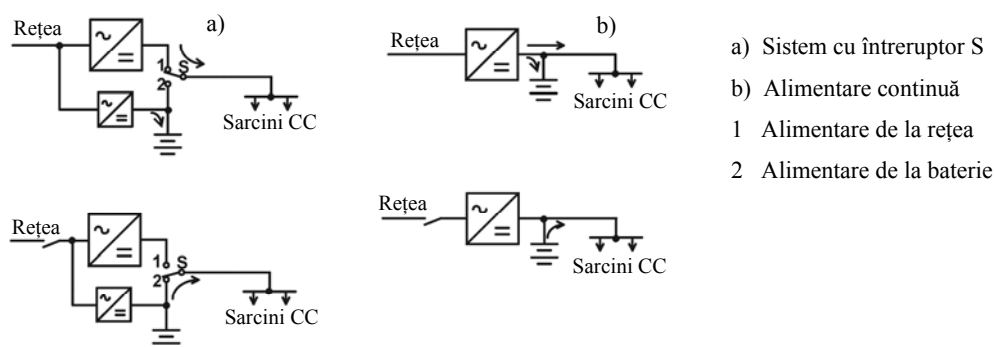 a)
Rețea
1
S
2
Sarcini CC
b)
Rețea
Sarcini CC
a) Sistem cu întreruptor S
b) Alimentare continuă
1 Alimentare de la rețea
2 Alimentare de la baterie
Rețea
1
S
2
Sarcini CC
Rețea
Sarcini CC